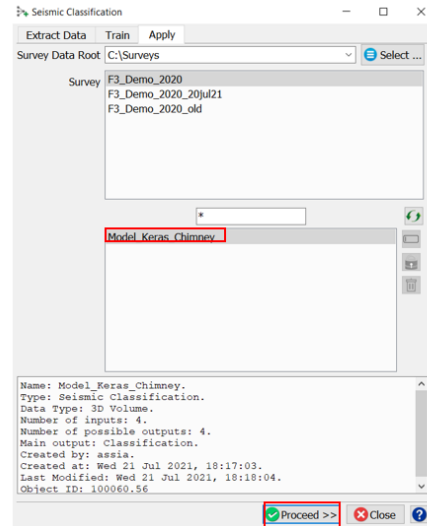 Seismic Classification
Extract Data Train Apply
Survey Data Root C:\Surveys Select ...
Survey F3_Demo_2020
F3_Demo_2020_20Jul21
F3_Demo_2020_old
*
Model_Keras_Chimney
Name: Model_Keras_Chimney.
Type: Seismic Classification.
Data Type: 3D Volume.
Number of inputs: 4.
Number of possible outputs: 4.
Main output: Classification.
Created by: assia.
Created at: Wed 21 Jul 2021, 18:17:03.
Last Modified: Wed 21 Jul 2021, 18:18:04.
Object ID: 100060.56
Proceed >> Close ?